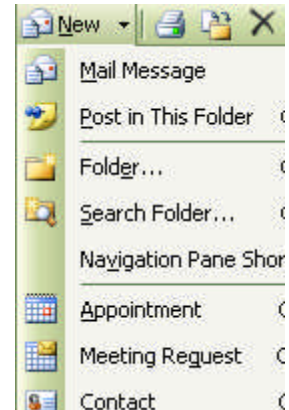 New
Mail Message
Post in This Folder
Folder...
Search Folder...
Navigation Pane Shor
Appointment
Meeting Request
Contact